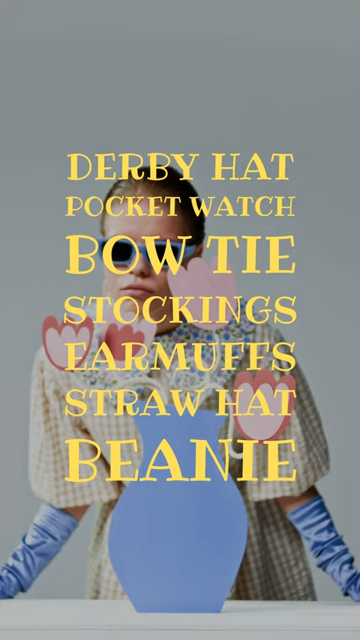 DERBY HAT
POCKET WATCH
BOW TIE
STOCKINGS
EARMUFFS
STRAW HAT
BEANIE